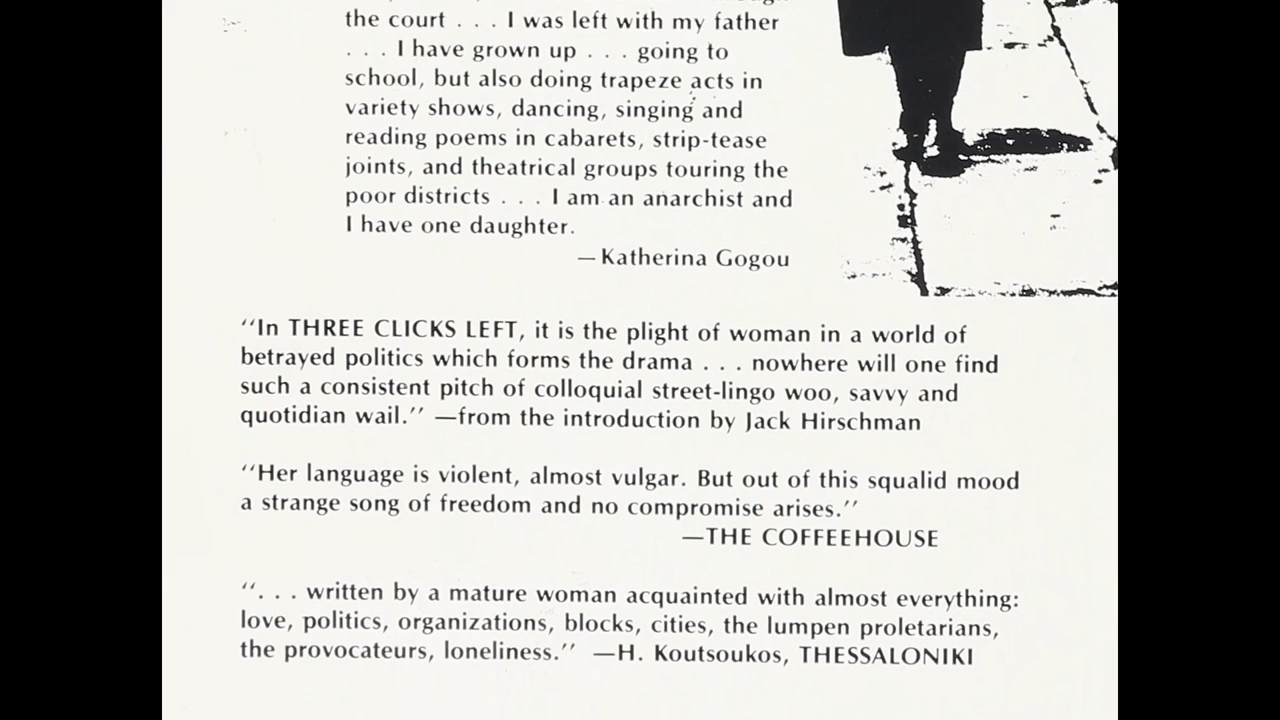 the court . . . I was left with my father
. . . I have grown up . . . going to
school, but also doing trapeze acts in
variety shows, dancing, singing and
reading poems in cabarets, strip-tease
joints, and theatrical groups touring the
poor districts . . . I am an anarchist and
I have one daughter.
—Katherina Gogou
“In THREE CLICKS LEFT, it is the plight of woman in a world of
betrayed politics which forms the drama . . . nowhere will one find
such a consistent pitch of colloquial street-lingo woo, savvy and
quotidian wail.” —from the introduction by Jack Hirschman
“Her language is violent, almost vulgar. But out of this squalid mood
a strange song of freedom and no compromise arises.”
—THE COFFEEHOUSE
“. . . written by a mature woman acquainted with almost everything:
love, politics, organizations, blocks, cities, the lumpen proletarians,
the provocateurs, loneliness.” —H. Koutsoukos, THESSALONIKI